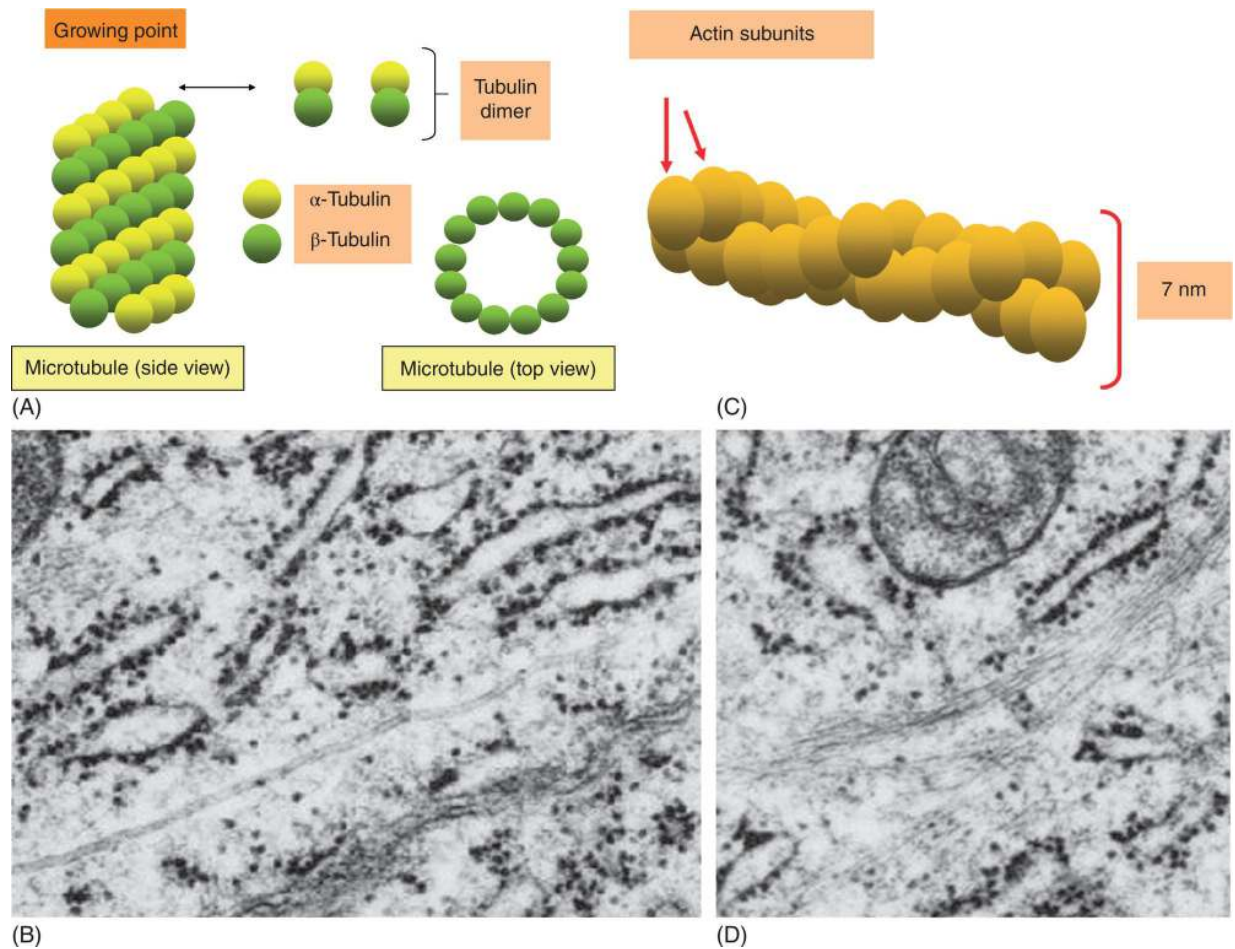 Growing point
Tubulin
dimer
α-Tubulin
β-Tubulin
Microtubule (side view)
Microtubule (top view)
(A)
Actin subunits
7 nm
(C)
(B)
(D)